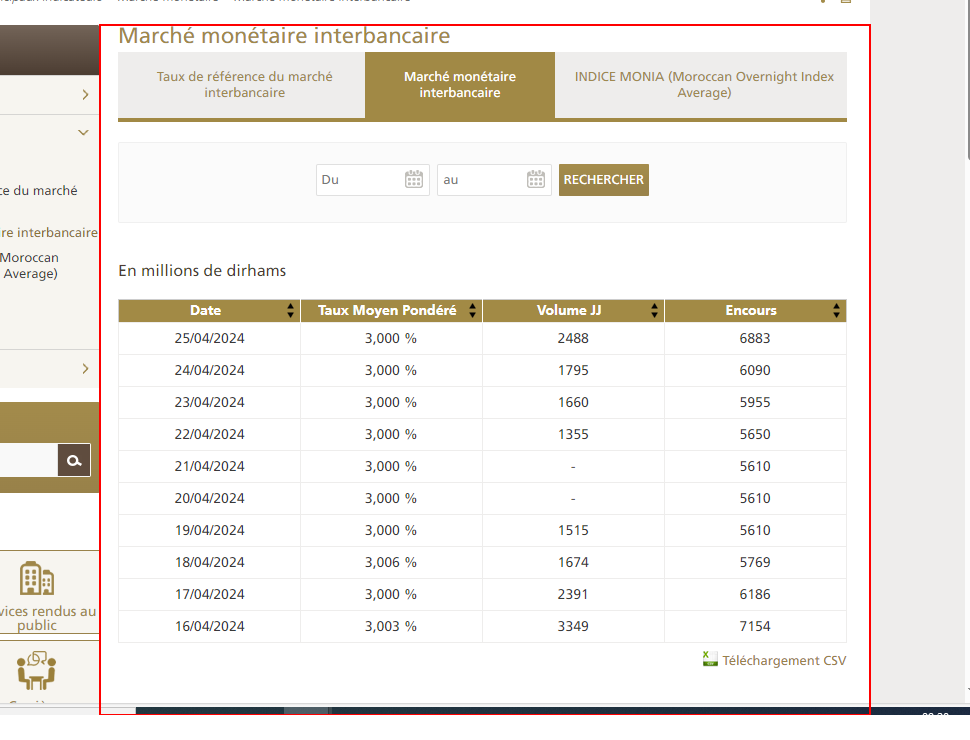 Marché monétaire interbancaire
Taux de référence du marché
interbancaire
Marché monétaire
interbancaire
INDICE MONIA (Moroccan Overnight Index
Average)
ce du marché
re interbancaire
Moroccan
Average)
Du
au
RECHERCHER
En millions de dirhams
Date Taux Moyen Pondéré Volume JJ Encours
25/04/2024 3,000 % 2488 6883
24/04/2024 3,000 % 1795 6090
23/04/2024 3,000 % 1660 5955
22/04/2024 3,000 % 1355 5650
21/04/2024 3,000 % - 5610
20/04/2024 3,000 % - 5610
19/04/2024 3,000 % 1515 5610
18/04/2024 3,006 % 1674 5769
17/04/2024 3,000 % 2391 6186
16/04/2024 3,003 % 3349 7154
Téléchargement CSV
vices rendus au
public